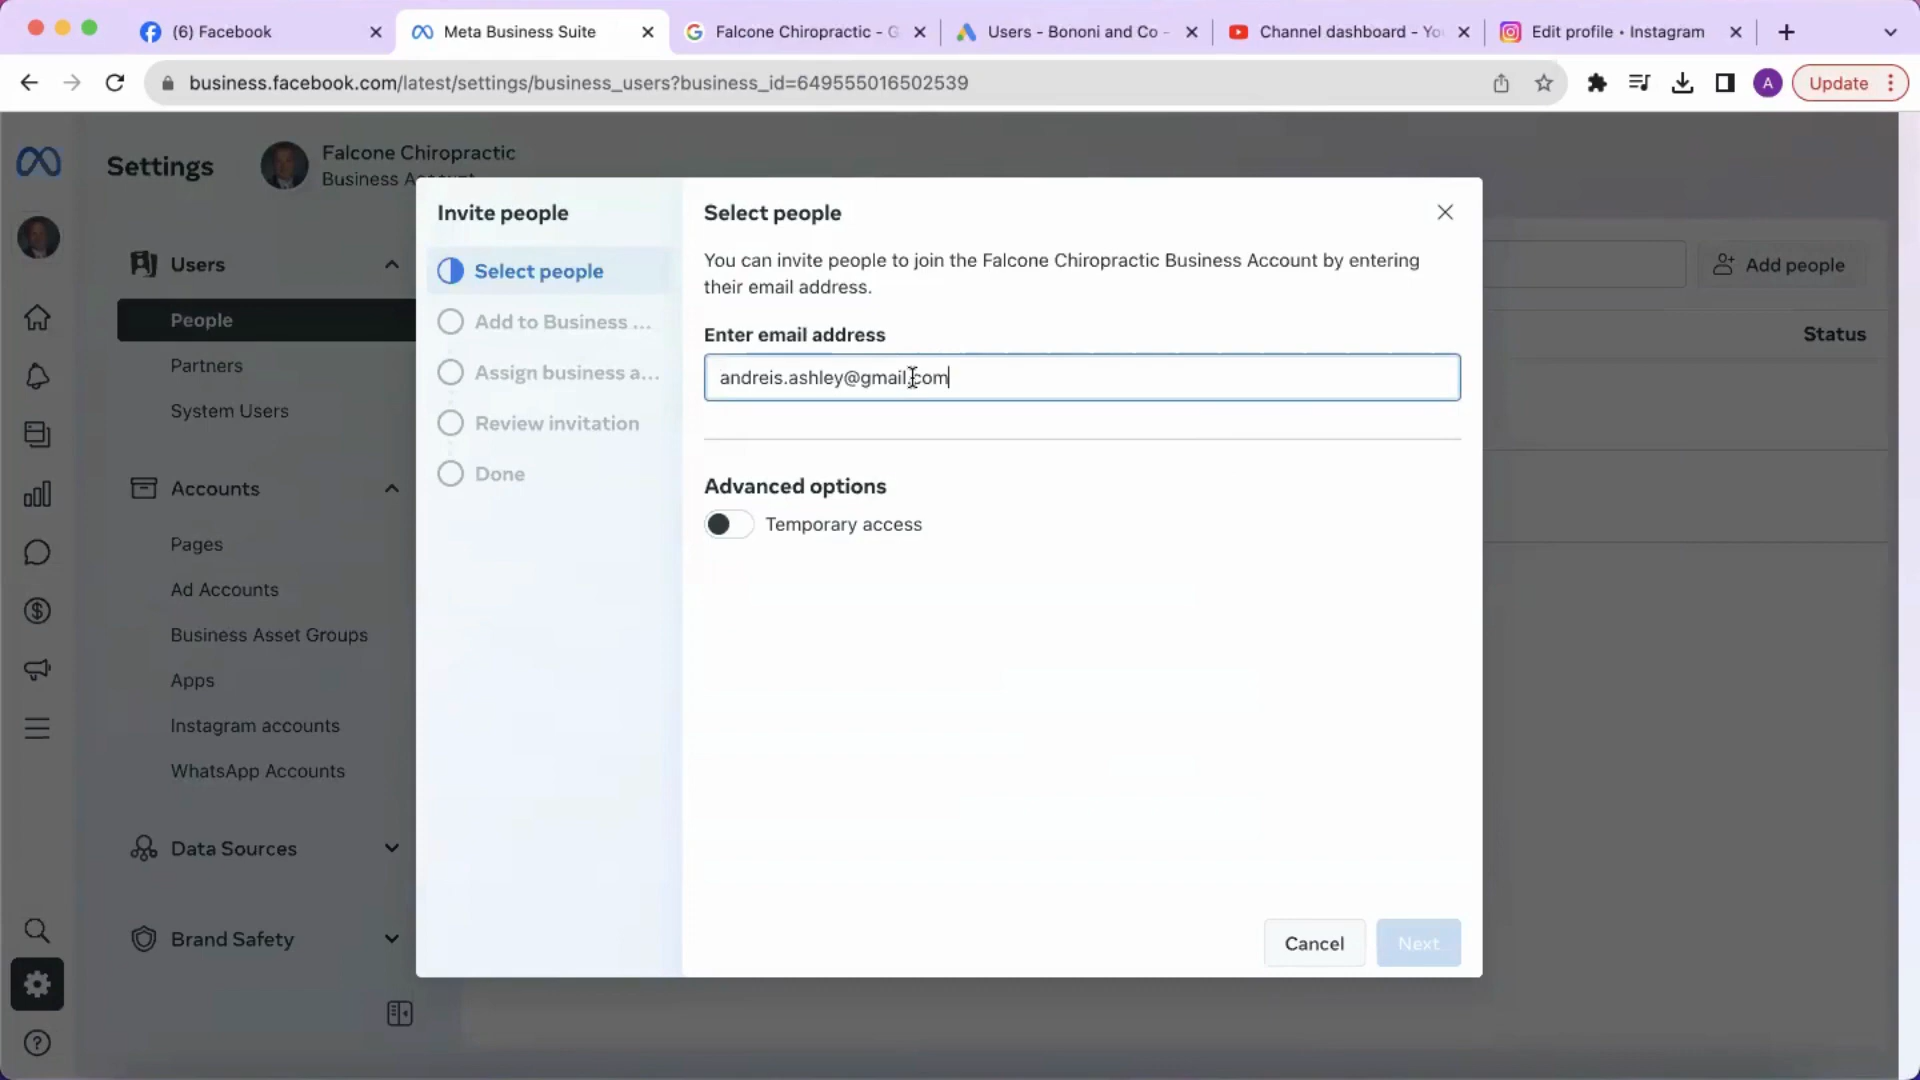 (6) Facebook
Meta Business Suite
Falcone Chiropractic - G
Users - Bononi and Co -
Channel dashboard - You
Edit profile • Instagram
business.facebook.com/latest/settings/business_users?business_id=649555016502539
A
Update
Settings
Falcone Chiropractic
Business Account
Users
People
Partners
System Users
Accounts
Pages
Ad Accounts
Business Asset Groups
Apps
Instagram accounts
WhatsApp Accounts
Data Sources
Brand Safety
Invite people
Select people
Add to Business ...
Assign business a...
Review invitation
Done
Select people
You can invite people to join the Falcone Chiropractic Business Account by entering
their email address.
Enter email address
andreis.ashley@gmail.com
Advanced options
Temporary access
Cancel
Next
Add people
Status